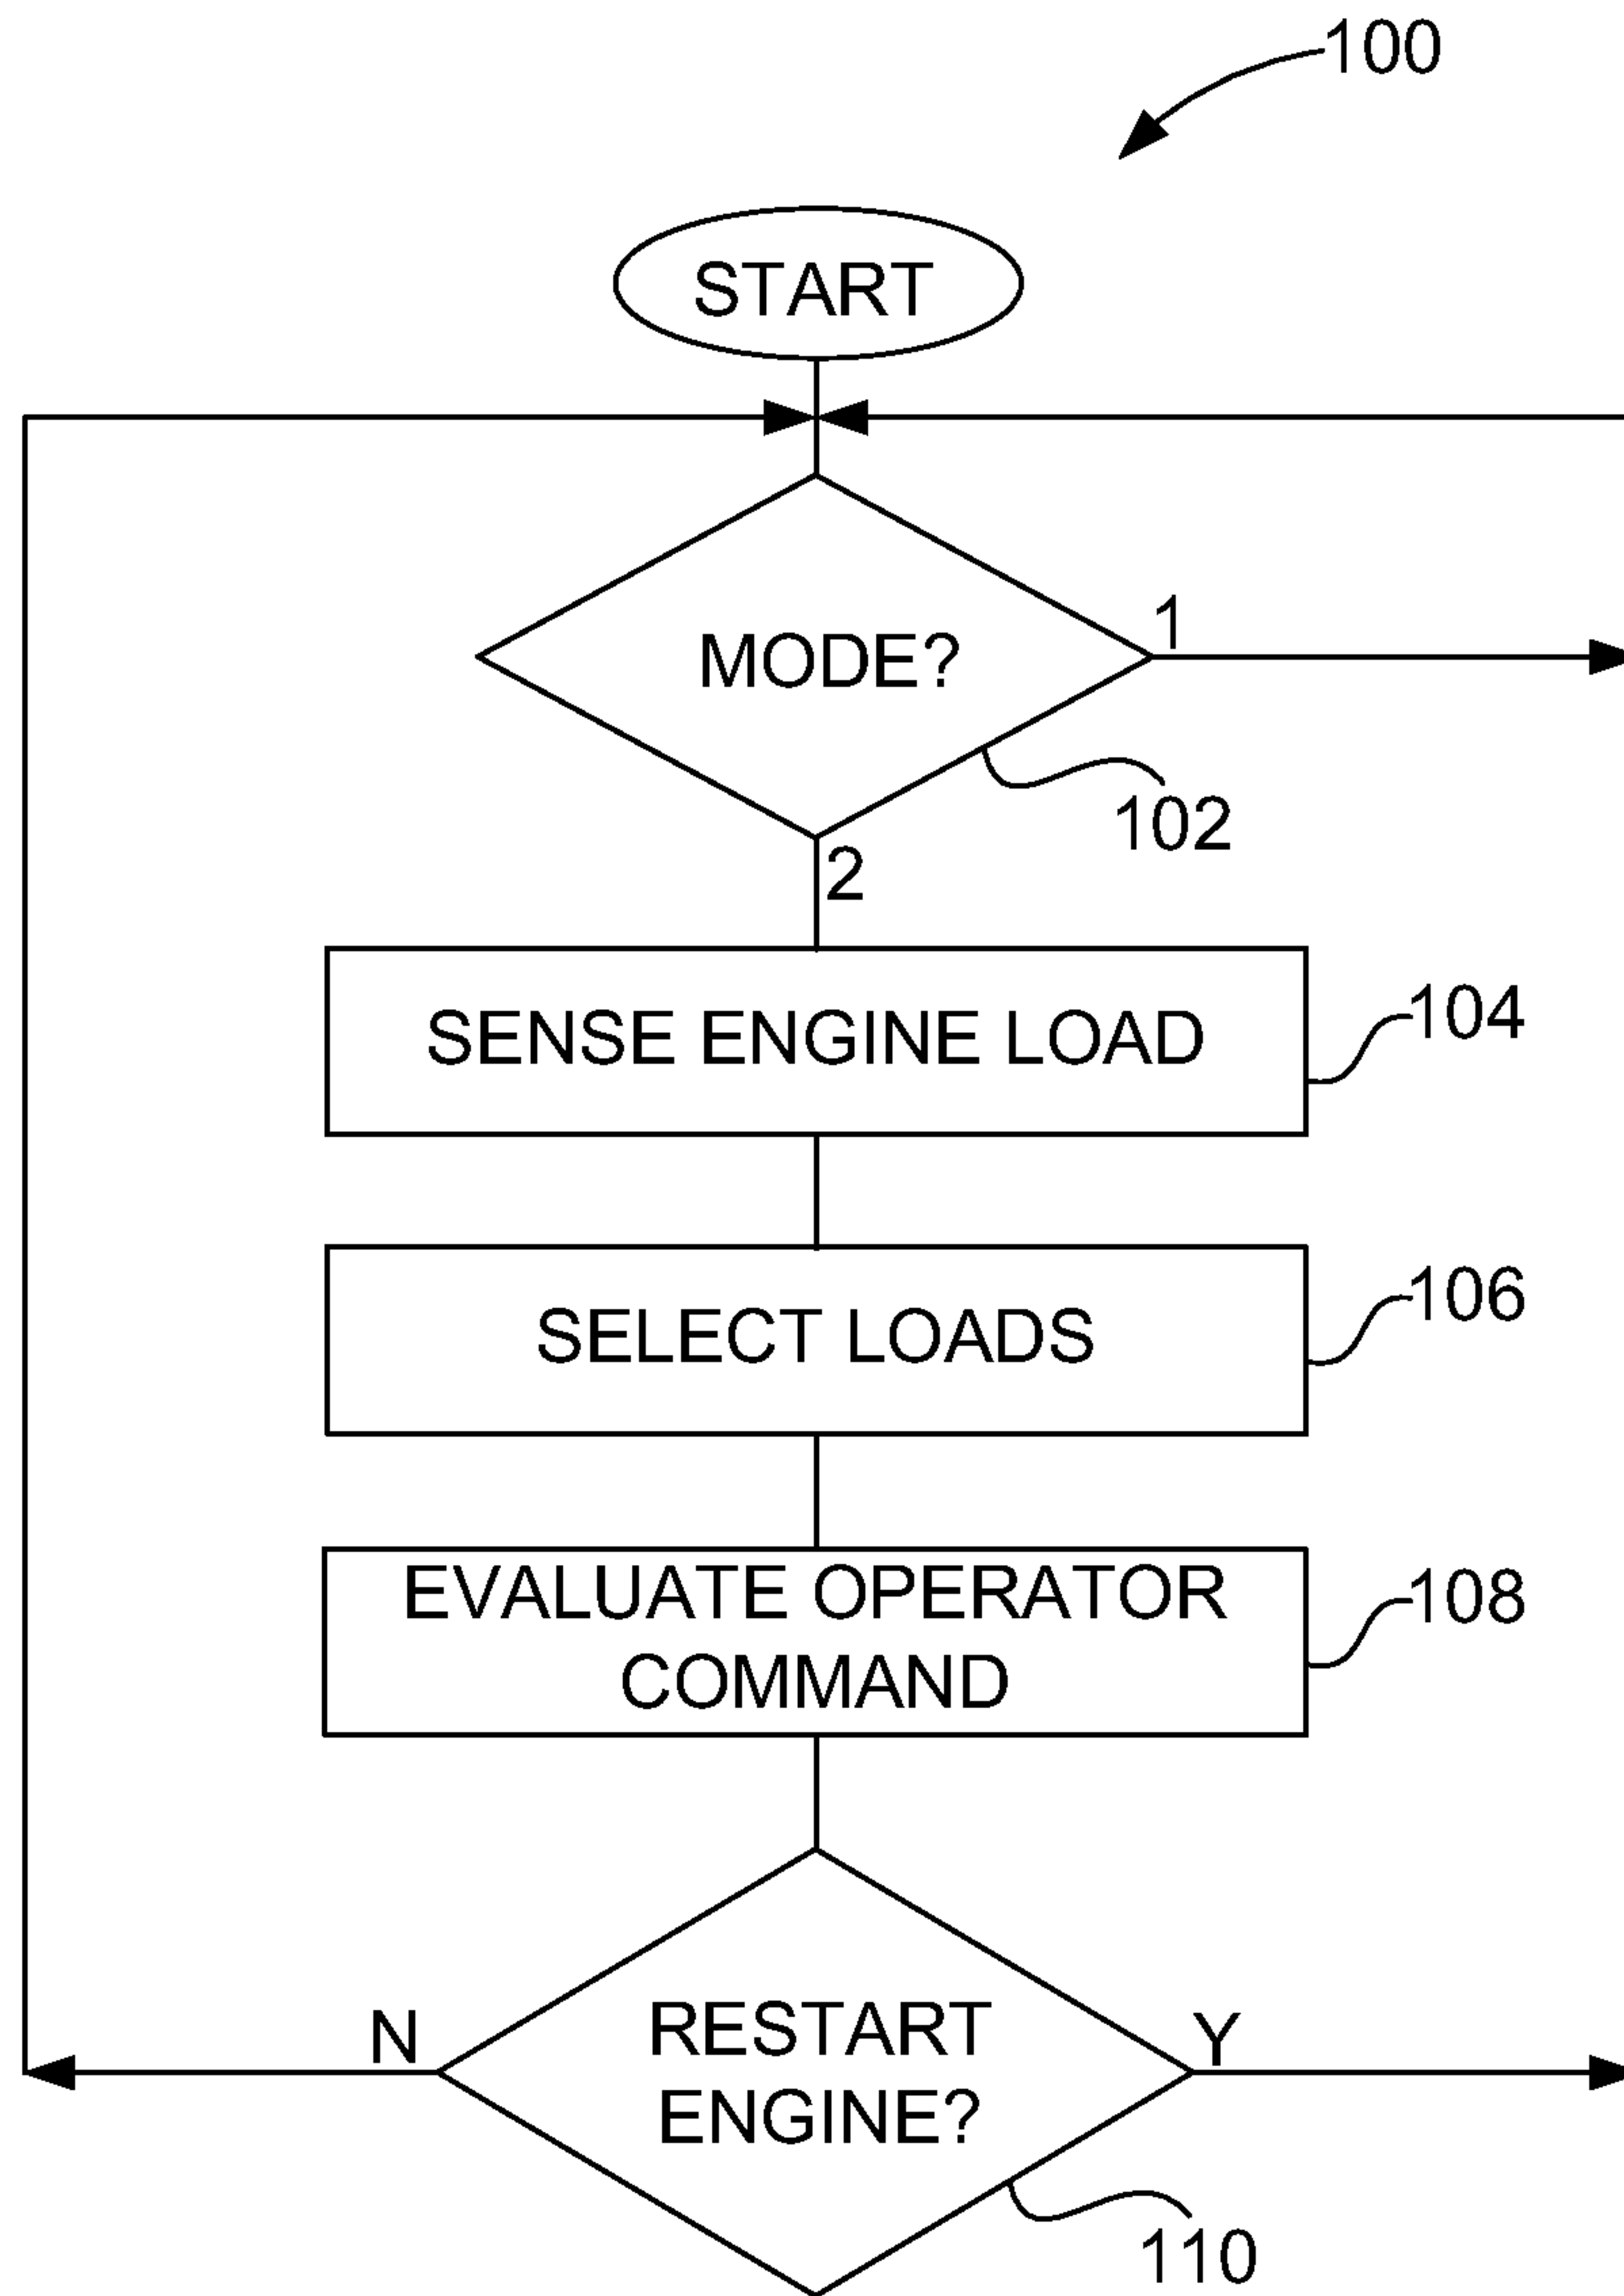 100
START
MODE?
1
102
2
SENSE ENGINE LOAD
104
SELECT LOADS
106
EVALUATE OPERATOR
COMMAND
108
N
RESTART
ENGINE?
Y
110